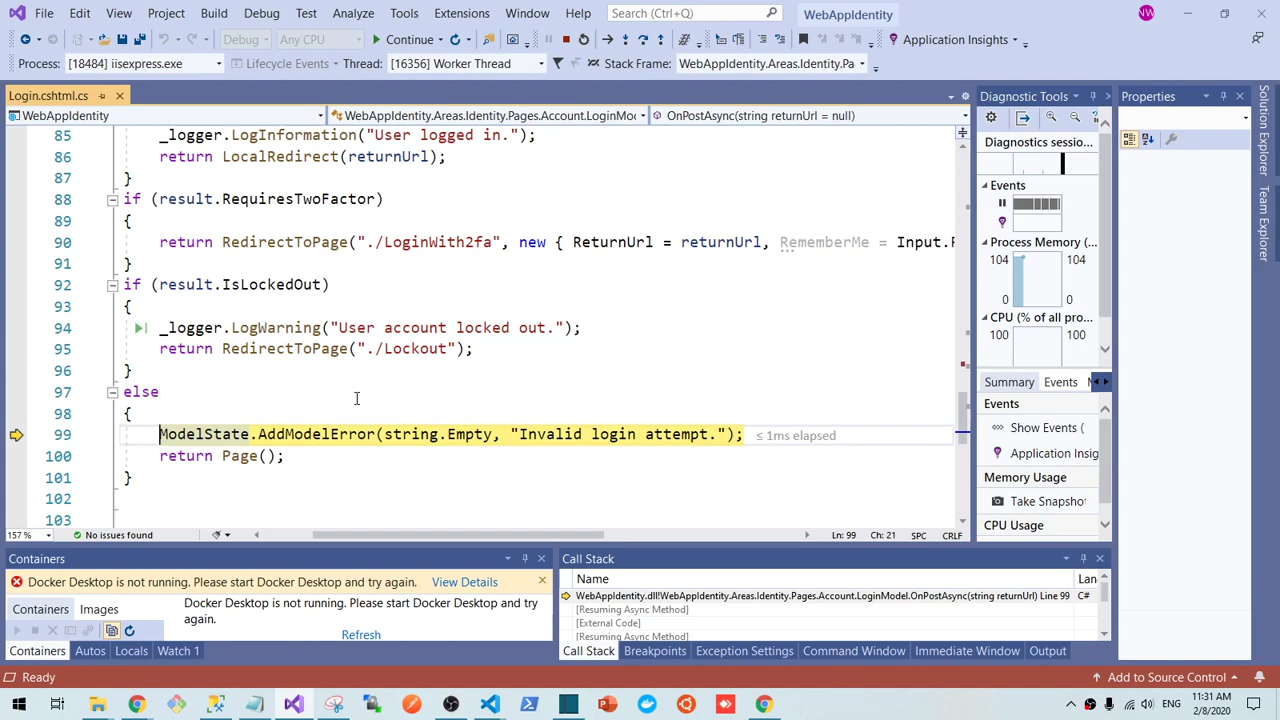 File Edit View Project Build Debug Test Analyze Tools Extensions Window Help Search (Ctrl+Q) WebAppIdentity NW
Debug Any CPU Continue Application Insights
Process: [18484] iisexpress.exe Lifecycle Events Thread: [16356] Worker Thread Stack Frame: WebAppIdentity.Areas.Identity.Pa
Login.cshtml.cs
WebAppIdentity WebAppIdentity.Areas.Identity.Pages.Account.LoginMo OnPostAsync(string returnUrl = null)
85 _logger.LogInformation("User logged in.");
86 return LocalRedirect(returnUrl);
87 }
88 if (result.RequiresTwoFactor)
89 {
90 return RedirectToPage("./LoginWith2fa", new { ReturnUrl = returnUrl, RememberMe = Input.R
91 }
92 if (result.IsLockedOut)
93 {
94 _logger.LogWarning("User account locked out.");
95 return RedirectToPage("./Lockout");
96 }
97 else
98 {
99 ModelState.AddModelError(string.Empty, "Invalid login attempt."); ≤ 1ms elapsed
100 return Page();
101 }
102
103
157 % No issues found Ln: 99 Ch: 21 SPC CRLF
Diagnostic Tools
Diagnostics sessio...
Events
Process Memory (...
104 104
0 0
CPU (% of all pro...
100 100
Summary Events
Events
Show Events (
Application Insig
Memory Usage
Take Snapshot
CPU Usage
Properties
Solution Explorer
Team Explorer
Containers
Docker Desktop is not running. Please start Docker Desktop and try again. View Details
Containers Images
Docker Desktop is not running. Please start Docker Desktop and try
again.
Refresh
Containers Autos Locals Watch 1
Call Stack
Name Lan
WebAppIdentity.dll!WebAppIdentity.Areas.Identity.Pages.Account.LoginModel.OnPostAsync(string returnUrl) Line 99 C#
[Resuming Async Method]
[External Code]
[Resuming Async Method]
Call Stack Breakpoints Exception Settings Command Window Immediate Window Output
Ready Add to Source Control
ENG 11:31 AM
2/8/2020